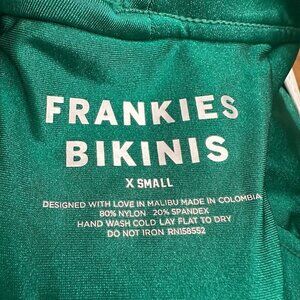 FRANKIES
BIKINIS
X SMALL
DESIGNED WITH LOVE IN MALIBU MADE IN COLOMBIA
80% NYLON 20% SPANDEX
HAND WASH COLD LAY FLAT TO DRY
DO NOT IRON RN158552